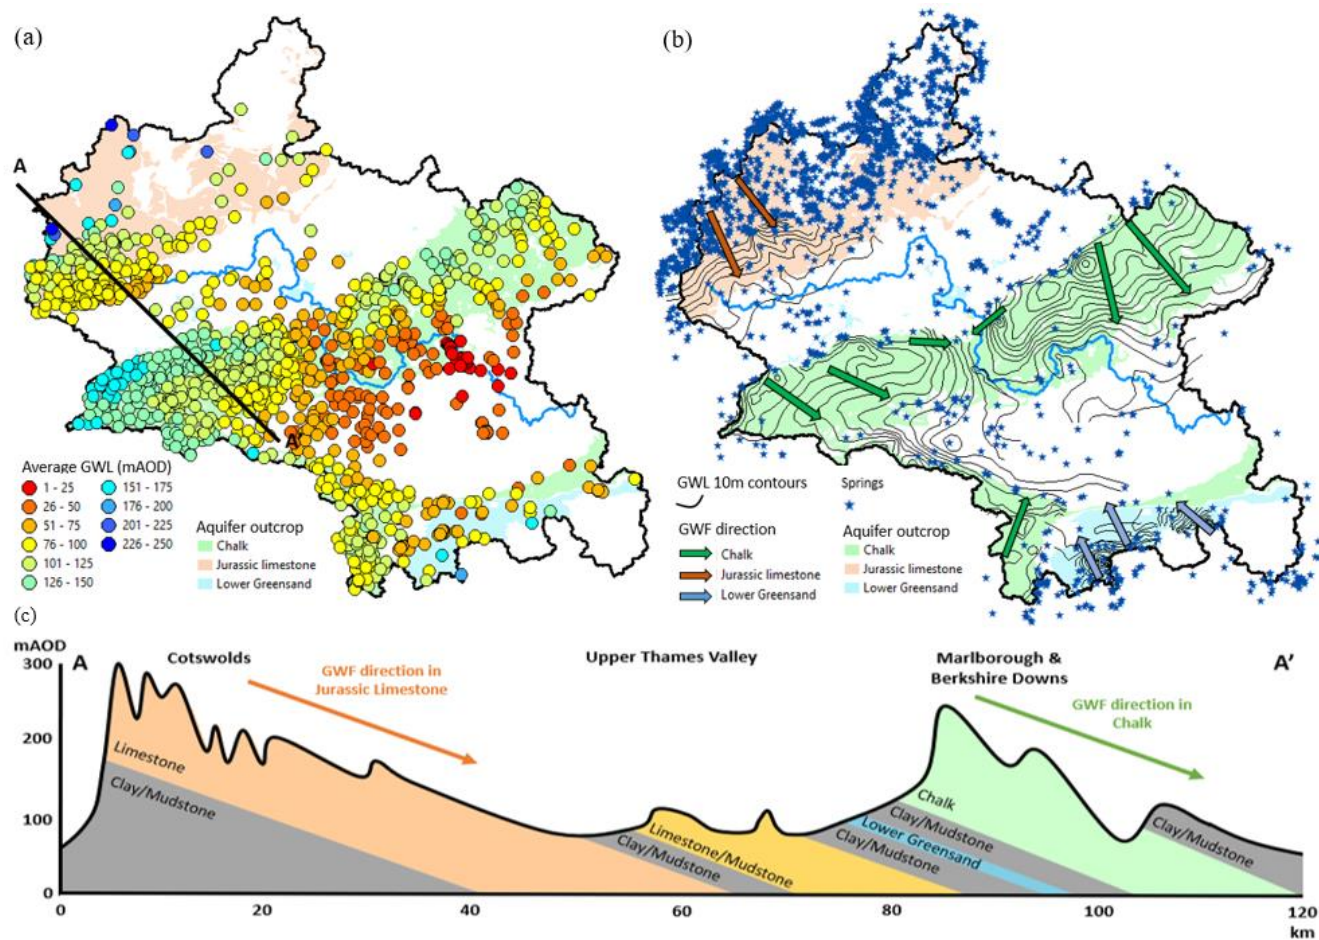 (a)
A
A'
Average GWL (mAOD)
1 - 25
26 - 50
51 - 75
76 - 100
101 - 125
126 - 150
151 - 175
176 - 200
201 - 225
226 - 250
Aquifer outcrop
Chalk
Jurassic limestone
Lower Greensand
(b)
GWL 10m contours
Springs
GWF direction
Chalk
Jurassic limestone
Lower Greensand
Aquifer outcrop
Chalk
Jurassic limestone
Lower Greensand
(c)
mAOD
300
200
100
0
A
Cotswolds
GWF direction in
Jurassic Limestone
Upper Thames Valley
Marlborough &
Berkshire Downs
GWF direction in
Chalk
A'
Limestone
Clay/Mudstone
Limestone/Mudstone
Clay/Mudstone
Chalk
Clay/Mudstone
Lower Greensand
Clay/Mudstone
Clay/Mudstone
0
20
40
60
80
100
120
km